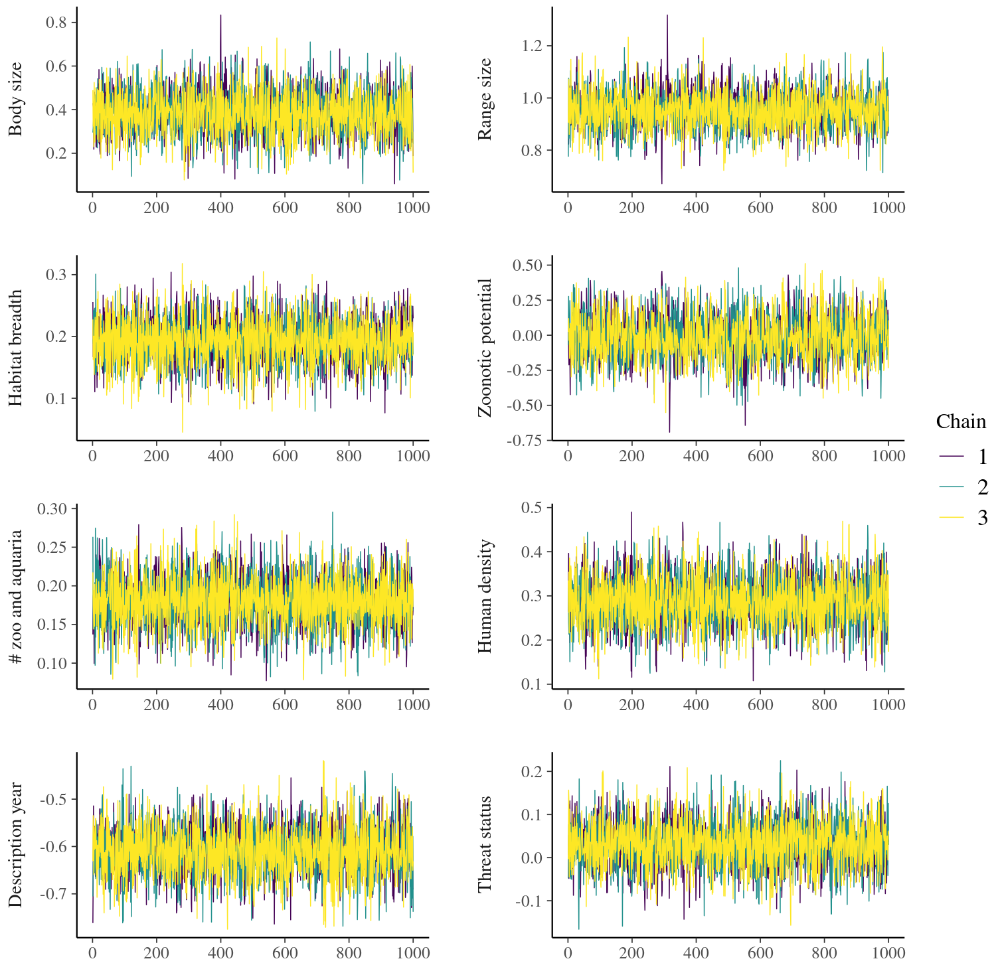 Body size
0.8
0.6
0.4
0.2
0 200 400 600 800 1000
Range size
1.2
1.0
0.8
0 200 400 600 800 1000
Habitat breadth
0.3
0.2
0.1
0 200 400 600 800 1000
Zoonotic potential
0.50
0.25
0.00
-0.25
-0.50
-0.75
0 200 400 600 800 1000
# zoo and aquaria
0.30
0.25
0.20
0.15
0.10
0 200 400 600 800 1000
Human density
0.5
0.4
0.3
0.2
0.1
0 200 400 600 800 1000
Description year
-0.5
-0.6
-0.7
0 200 400 600 800 1000
Threat status
0.2
0.1
0.0
-0.1
0 200 400 600 800 1000
Chain
1
2
3